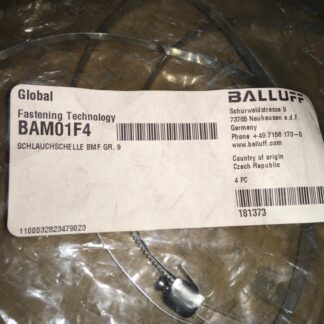 Global
Fastening Technology
BAM01F4
SCHLAUCHSCHELLE BMF GR. 9
1100032823479023
BALLUFF
Schurwaldstrasse 9
73765 Neuhausen a.d.F.
Germany
Phone +49 7158 173-0
www.balluff.com
Country of origin
Czech Republic
4 PC
181373